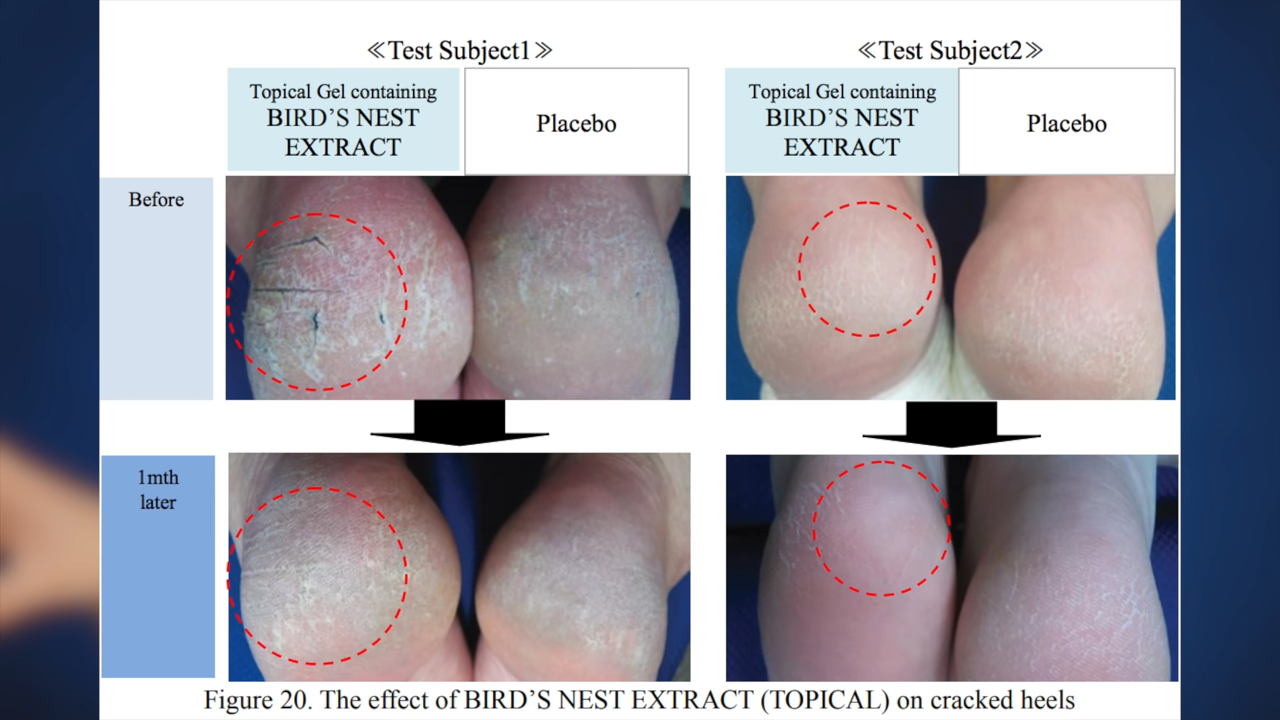 ≪Test Subject1≫
≪Test Subject2≫
Topical Gel containing
BIRD'S NEST
EXTRACT
Placebo
Topical Gel containing
BIRD'S NEST
EXTRACT
Placebo
Before
1mth
later
Figure 20. The effect of BIRD'S NEST EXTRACT (TOPICAL) on cracked heels